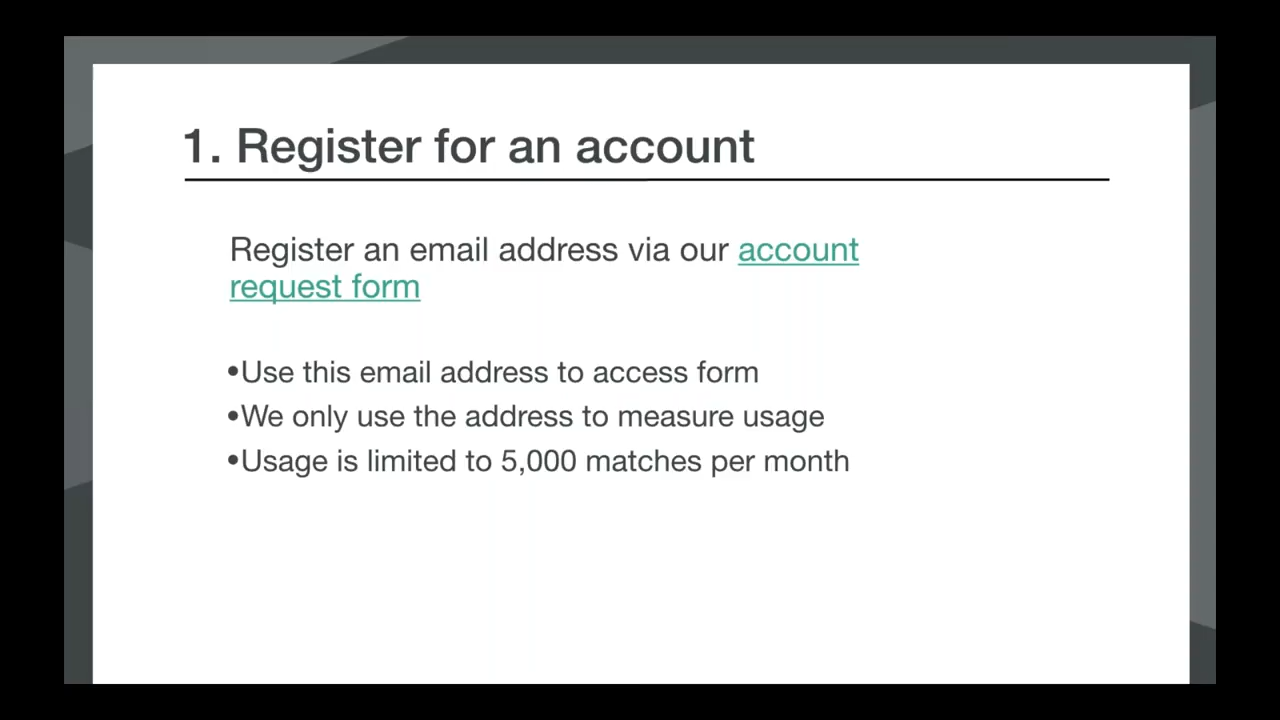 1. Register for an account
Register an email address via our account
request form
•Use this email address to access form
•We only use the address to measure usage
•Usage is limited to 5,000 matches per month